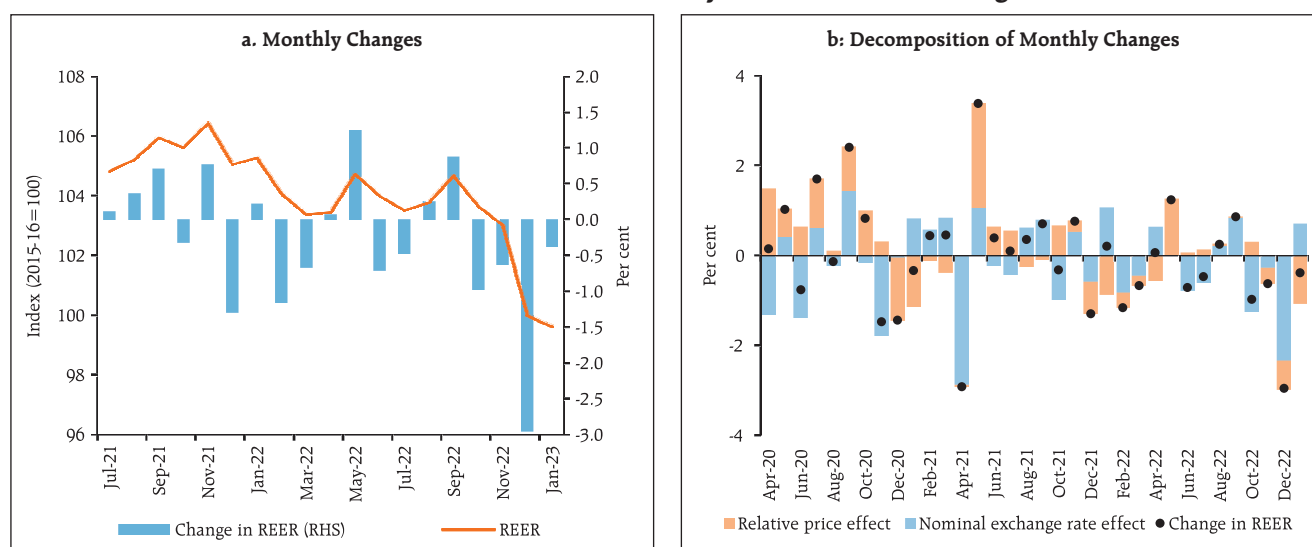 a. Monthly Changes
108
106
104
102
100
98
96
Index (2015-16=100)
2.0
1.5
1.0
0.5
0.0
-0.5
-1.0
-1.5
-2.0
-2.5
-3.0
Per cent
Jul-21
Sep-21
Nov-21
Jan-22
Mar-22
May-22
Jul-22
Sep-22
Nov-22
Jan-23
Change in REER (RHS)
REER
b: Decomposition of Monthly Changes
4
2
0
-2
-4
Per cent
Apr-20
Jun-20
Aug-20
Oct-20
Dec-20
Feb-21
Apr-21
Jun-21
Aug-21
Oct-21
Dec-21
Feb-22
Apr-22
Jun-22
Aug-22
Oct-22
Dec-22
Relative price effect
Nominal exchange rate effect
Change in REER